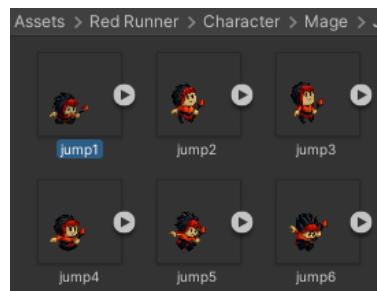 Assets > Red Runner > Character > Mage >
jump1 jump2 jump3
jump4 jump5 jump6